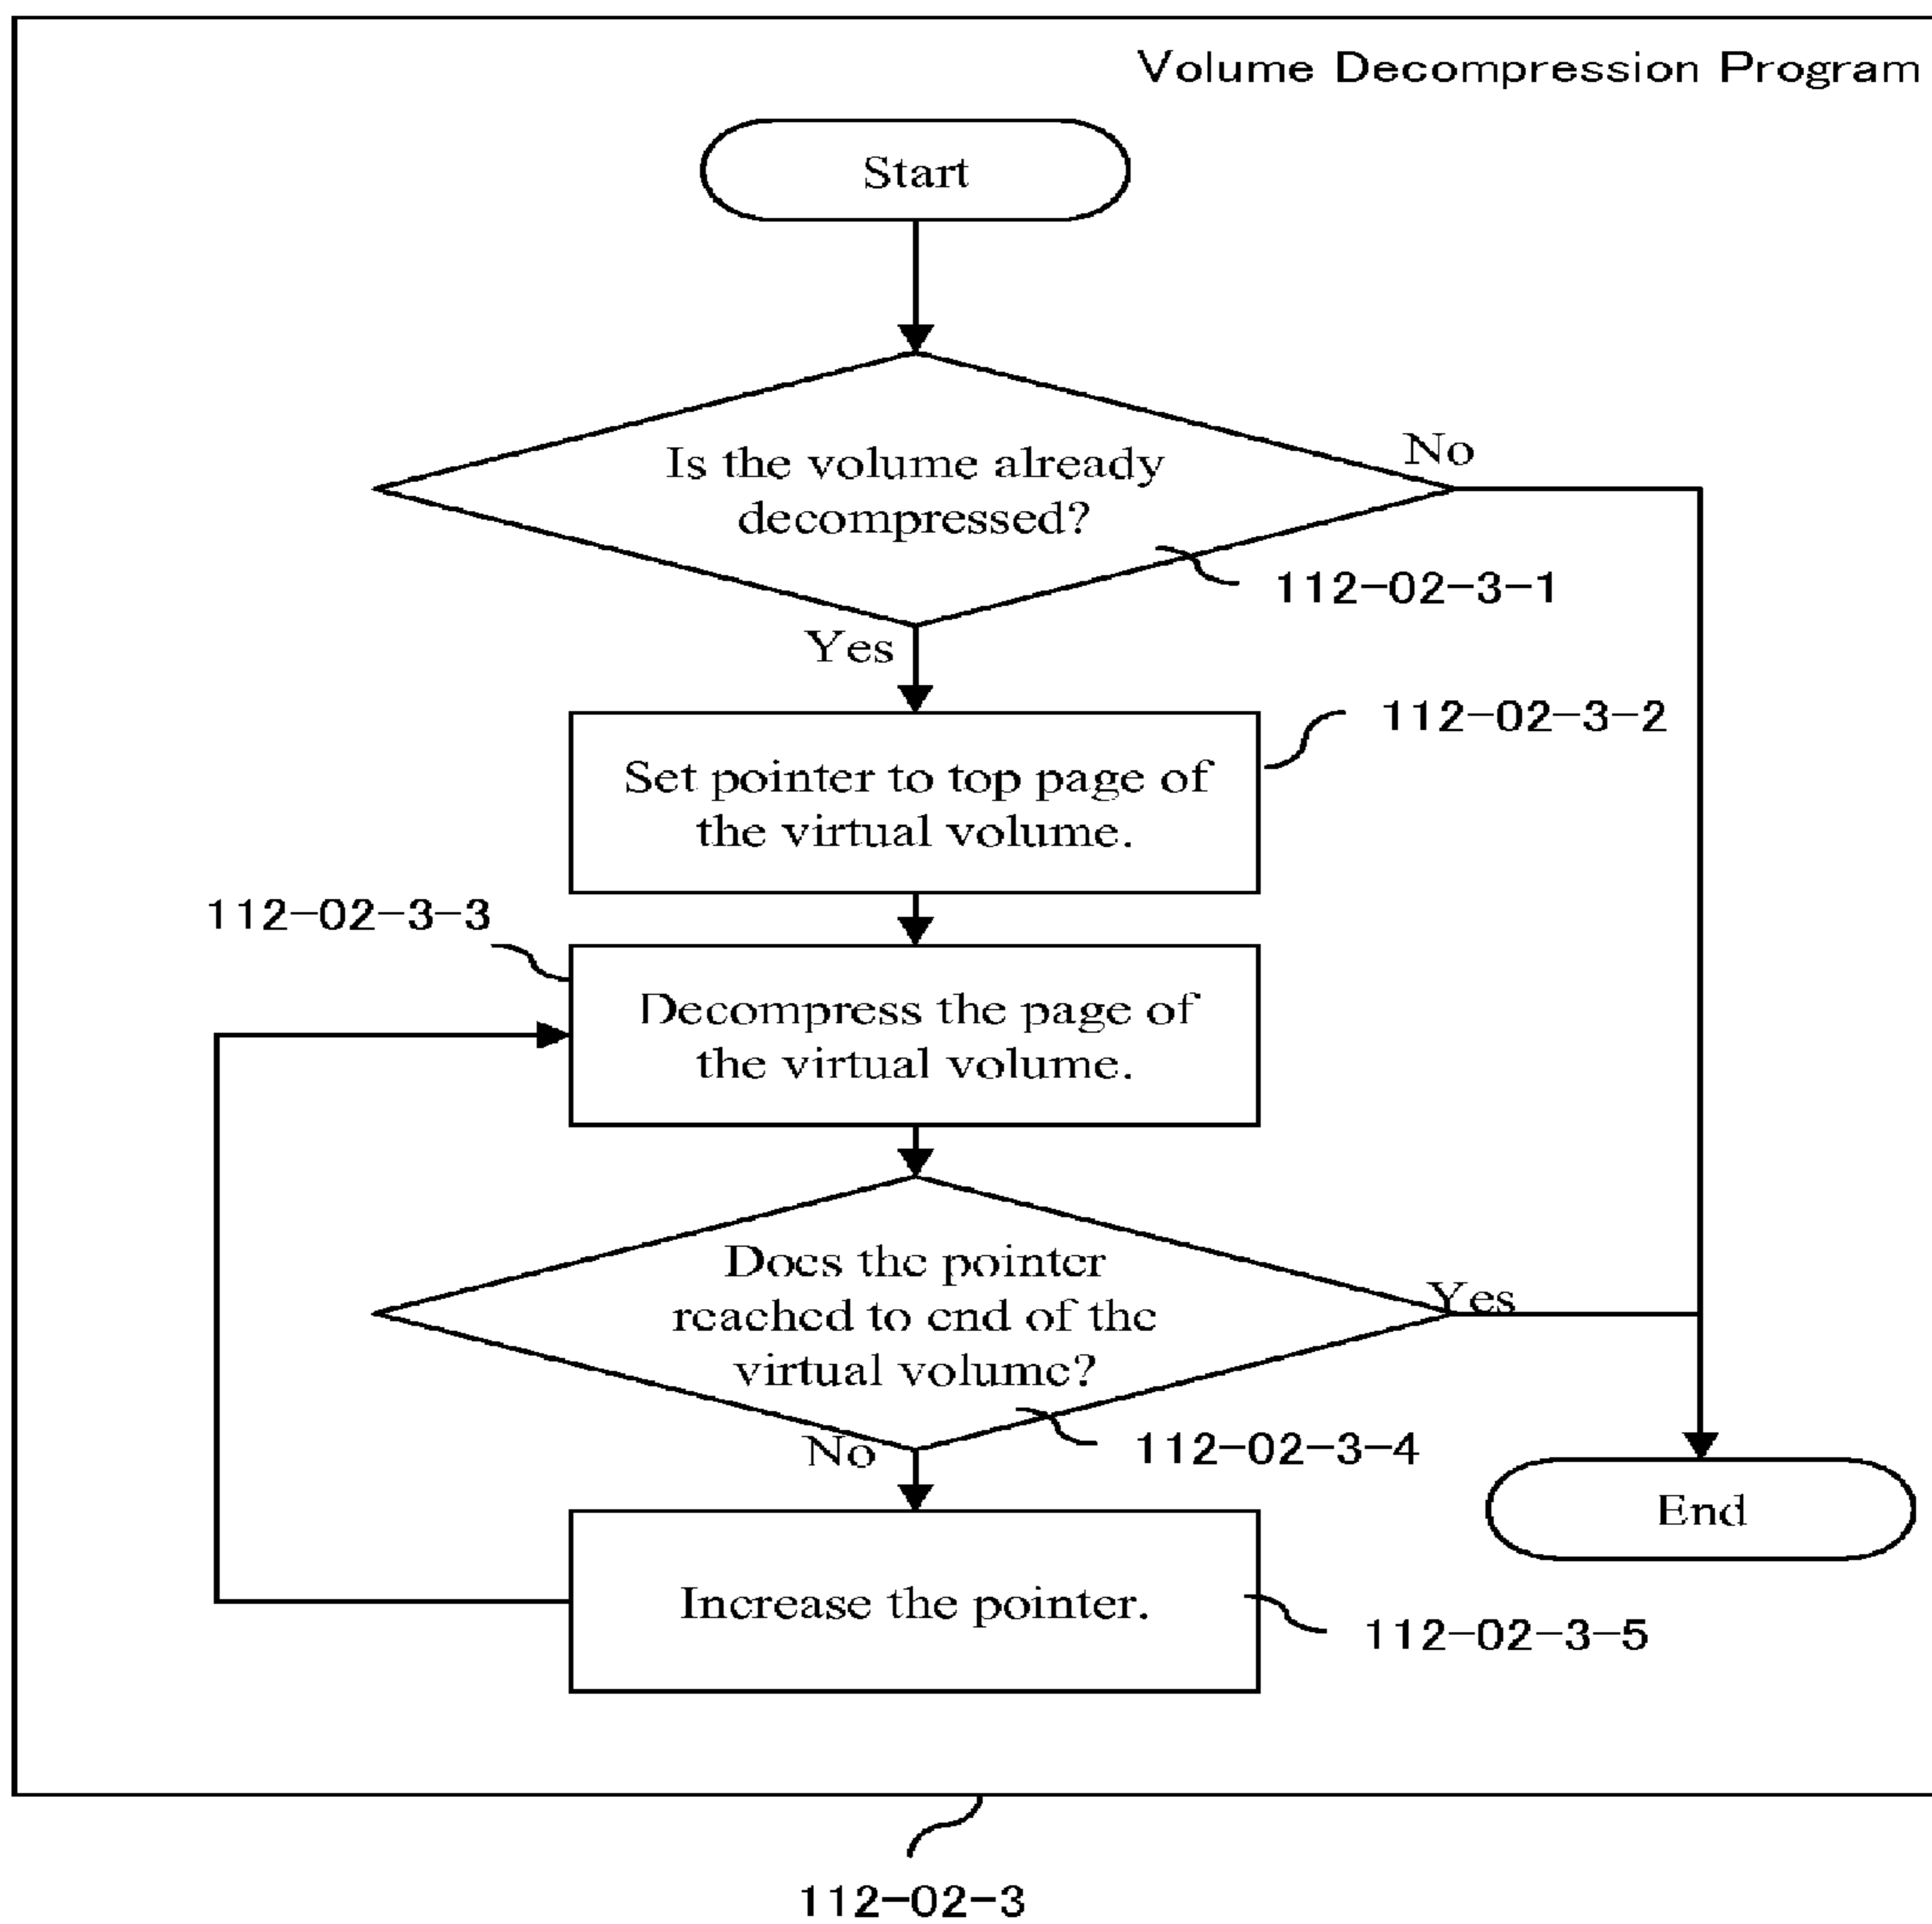 Volume Decompression Program
Start
Is the volume already
decompressed?
No
112-02-3-1
Yes
112-02-3-2
Set pointer to top page of
the virtual volume.
112-02-3-3
Decompress the page of
the virtual volume.
Does the pointer
reached to end of the
virtual volume?
Yes
No
112-02-3-4
End
Increase the pointer.
112-02-3-5
112-02-3